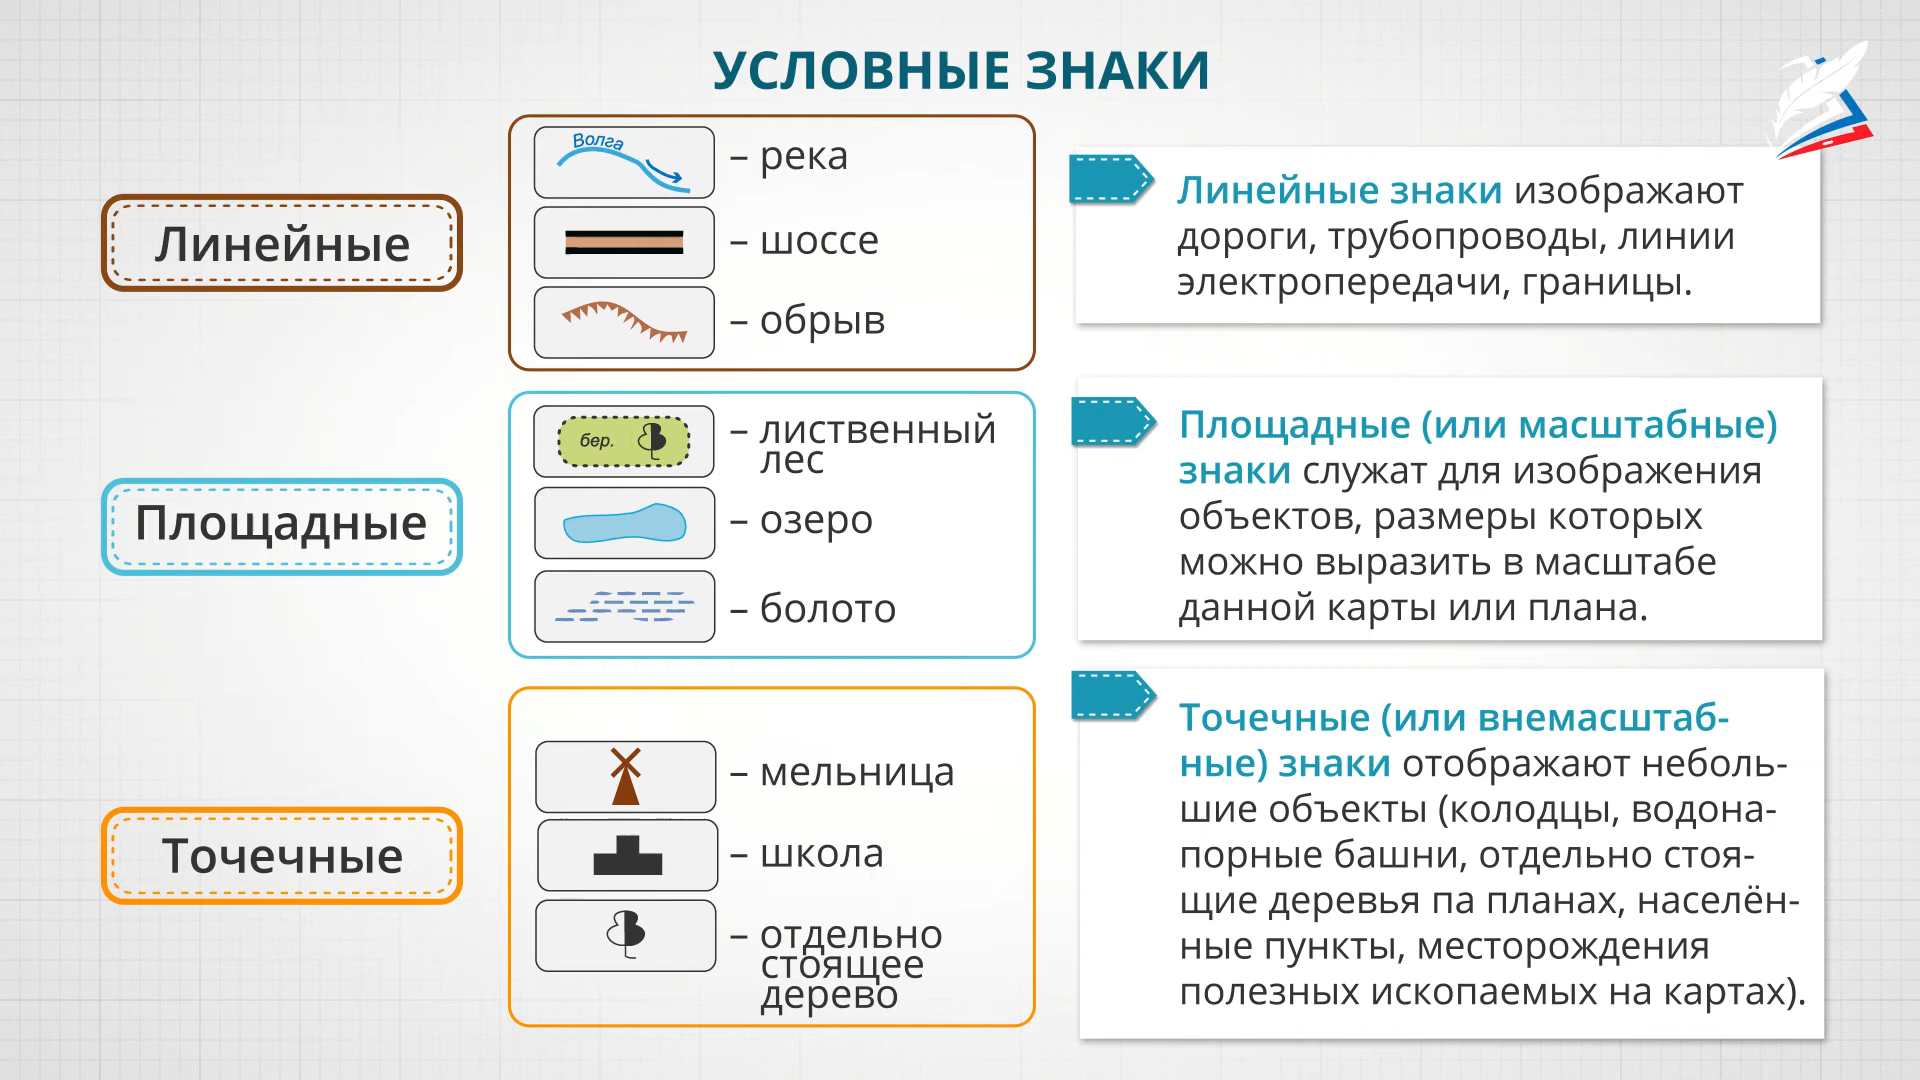 УСЛОВНЫЕ ЗНАКИ
Линейные
Волга
– река
– шоссе
– обрыв
Линейные знаки изображают
дороги, трубопроводы, линии
электропередачи, границы.
Площадные
бер.
– лиственный
лес
– озеро
– болото
Площадные (или масштабные)
знаки служат для изображения
объектов, размеры которых
можно выразить в масштабе
данной карты или плана.
Точечные
– мельница
– школа
– отдельно
стоящее
дерево
Точечные (или внемасштаб-
ные) знаки отображают неболь-
шие объекты (колодцы, водона-
порные башни, отдельно стоя-
щие деревья па планах, населён-
ные пункты, месторождения
полезных ископаемых на картах).